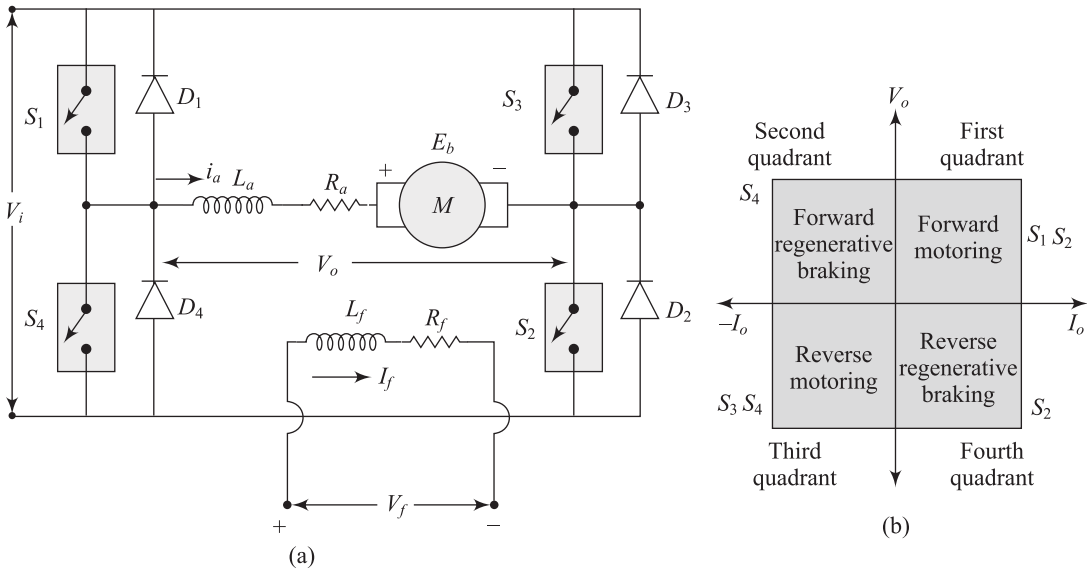 S1
D1
S3
D3
Eb
+
−
ia
La
Ra
M
Vi
Vo
S4
D4
Lf
Rf
S2
D2
If
+
Vf
−
(a)
Vo
Second
quadrant
First
quadrant
S4
Forward
regenerative
braking
Forward
motoring
S1 S2
−Io
Io
Reverse
motoring
Reverse
regenerative
braking
S3 S4
S2
Third
quadrant
Fourth
quadrant
(b)